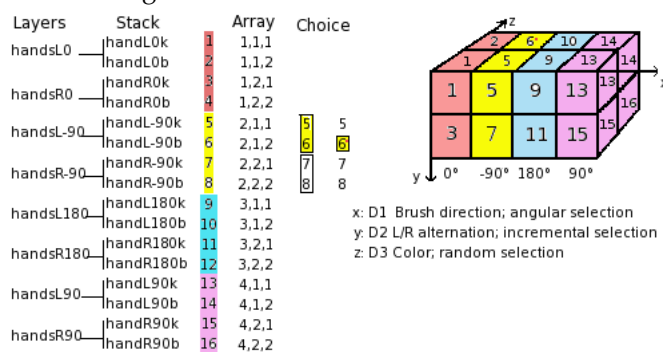 Layers Stack Array Choice
handsL0 handL0k 1 1,1,1
handL0b 2 1,1,2
handsR0 handR0k 3 1,2,1
handR0b 4 1,2,2
handsL-90 handL-90k 5 2,1,1 5 5
handL-90b 6 2,1,2 6 6
handsR-90 handR-90k 7 2,2,1 7 7
handR-90b 8 2,2,2 8 8
handsL180 handL180k 9 3,1,1
handL180b 10 3,1,2
handsR180 handR180k 11 3,2,1
handR180b 12 3,2,2
handsL90 handL90k 13 4,1,1
handL90b 14 4,1,2
handsR90 handR90k 15 4,2,1
handR90b 16 4,2,2
z
2 6 10 14
1 5 9 13 14
x
1 5 9 13 13 16
3 7 11 15 15
y 0° -90° 180° 90°
x: D1 Brush direction; angular selection
y: D2 L/R alternation; incremental selection
z: D3 Color; random selection